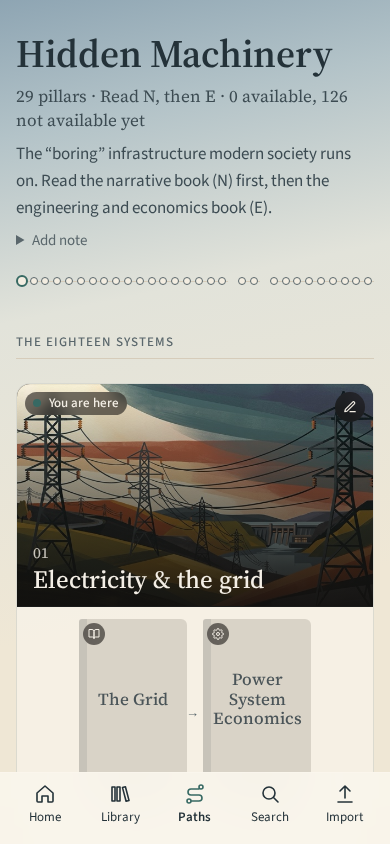 Hidden Machinery
29 pillars · Read N, then E · 0 available, 126
not available yet
The “boring” infrastructure modern society runs
on. Read the narrative book (N) first, then the
engineering and economics book (E).
Add note
THE EIGHTEEN SYSTEMS
You are here
01
Electricity & the grid
The Grid
→
Power
System
Economics
Home
Library
Paths
Search
Import